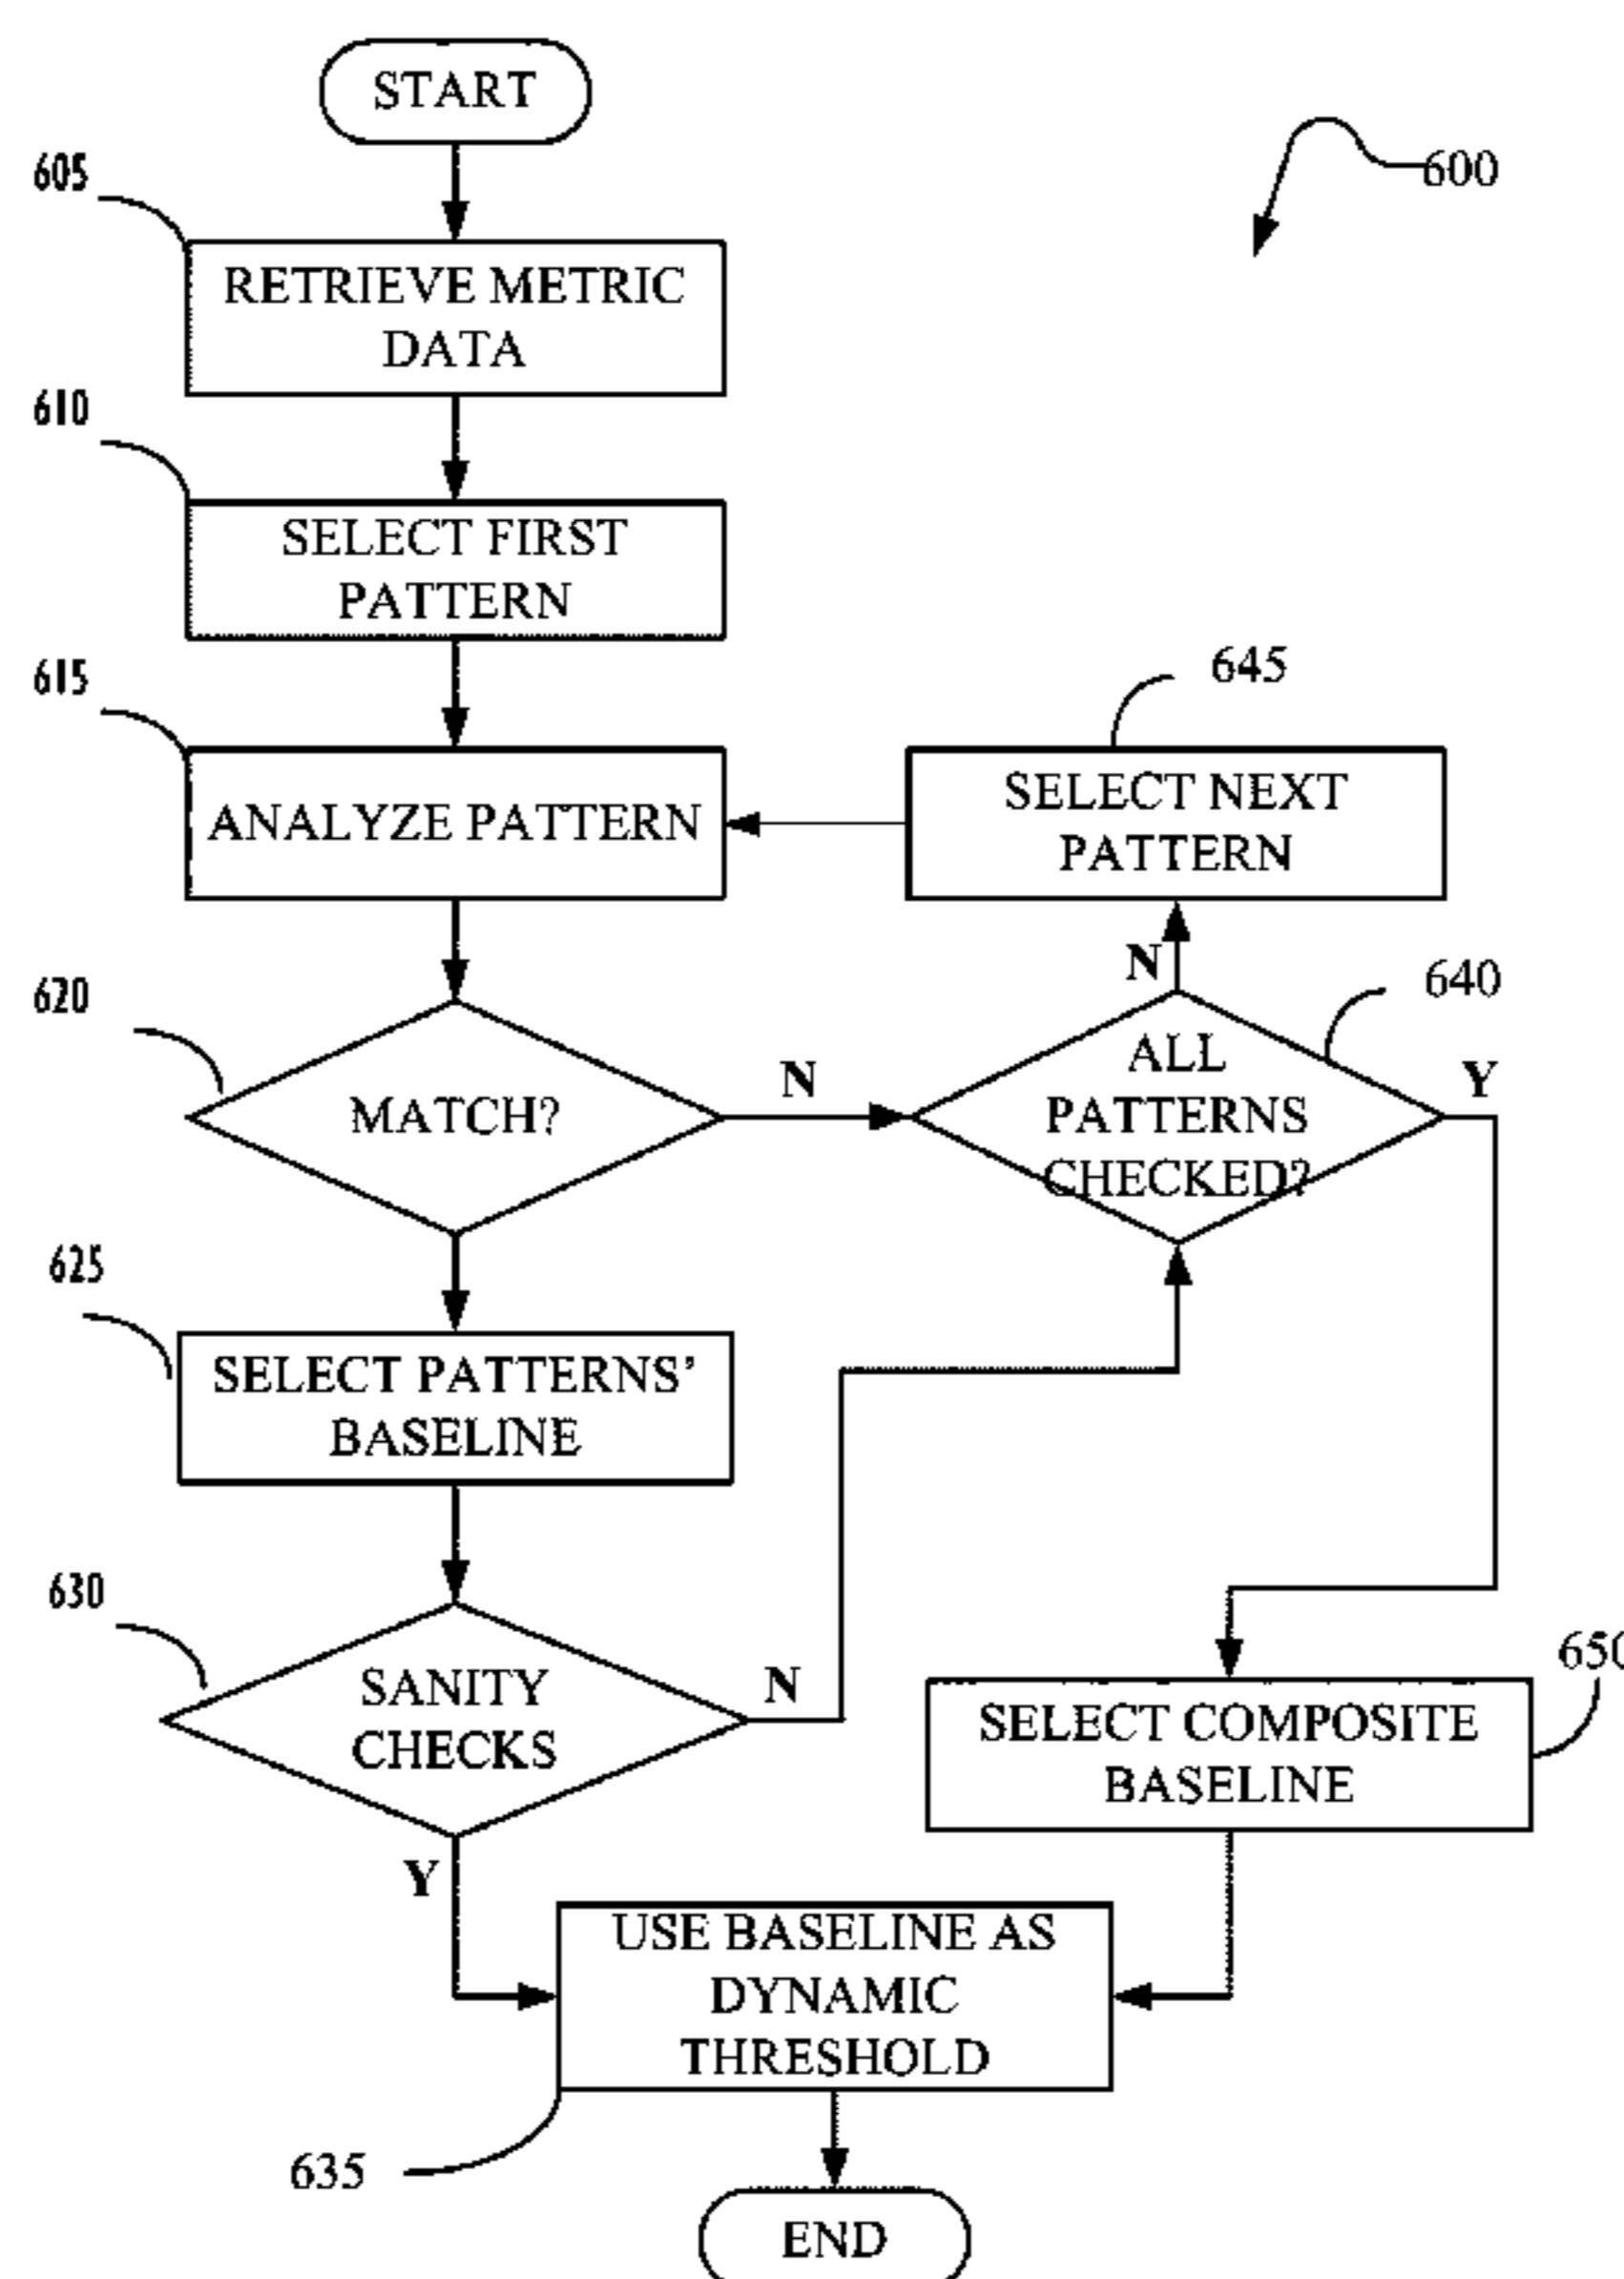 START
605
600
RETRIEVE METRIC
DATA
610
SELECT FIRST
PATTERN
615
645
ANALYZE PATTERN
SELECT NEXT
PATTERN
N
620
640
MATCH?
N
ALL
PATTERNS
CHECKED?
Y
625
SELECT PATTERNS’
BASELINE
630
SANITY
CHECKS
N
650
SELECT COMPOSITE
BASELINE
Y
USE BASELINE AS
DYNAMIC
THRESHOLD
635
END